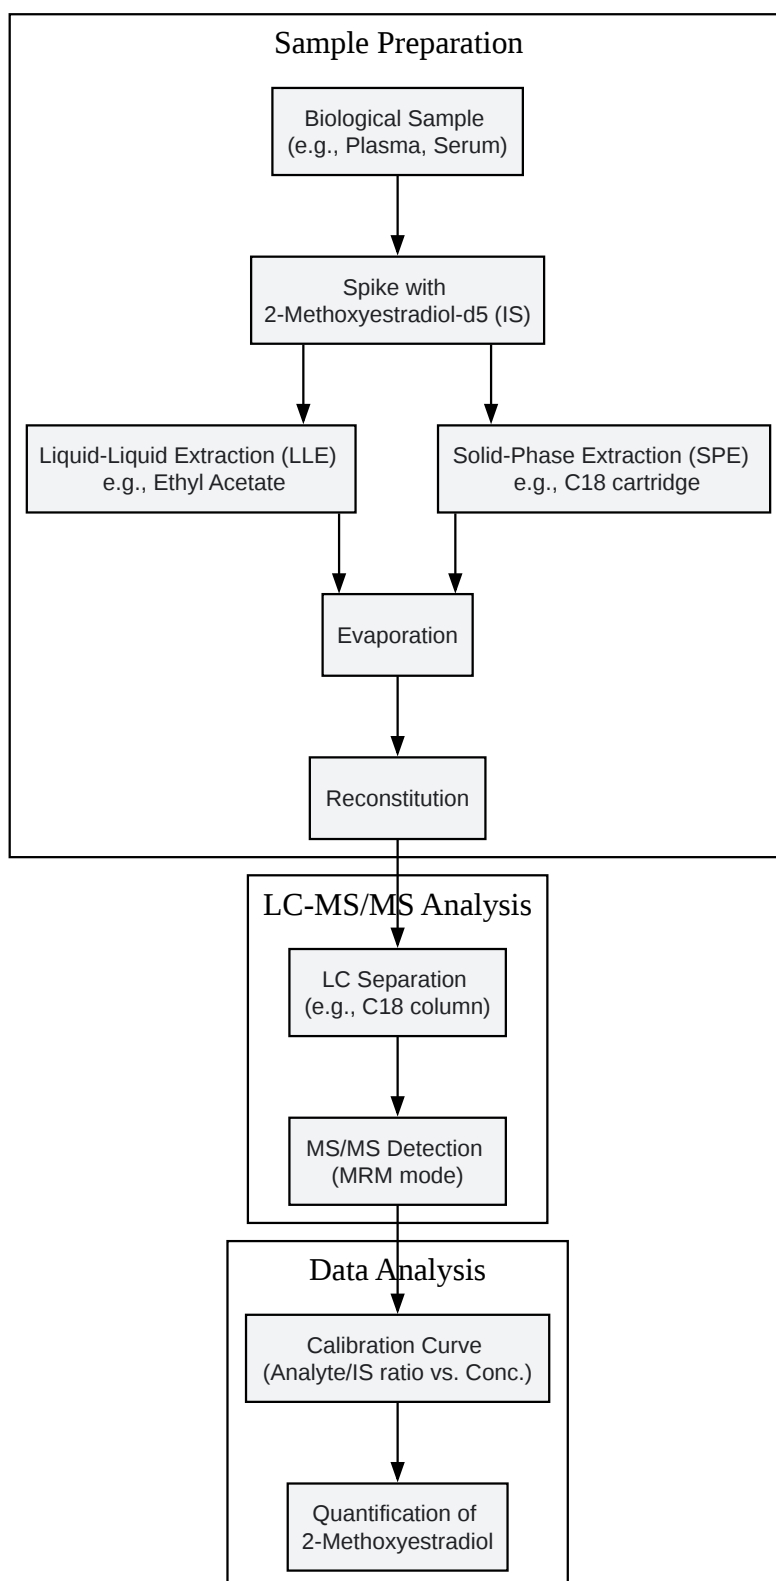 Sample Preparation
Biological Sample
(e.g., Plasma, Serum)
Spike with
2-Methoxyestradiol-d5 (IS)
Liquid-Liquid Extraction (LLE)
e.g., Ethyl Acetate
Solid-Phase Extraction (SPE)
e.g., C18 cartridge
Evaporation
Reconstitution
LC-MS/MS Analysis
LC Separation
(e.g., C18 column)
MS/MS Detection
(MRM mode)
Data Analysis
Calibration Curve
(Analyte/IS ratio vs. Conc.)
Quantification of
2-Methoxyestradiol